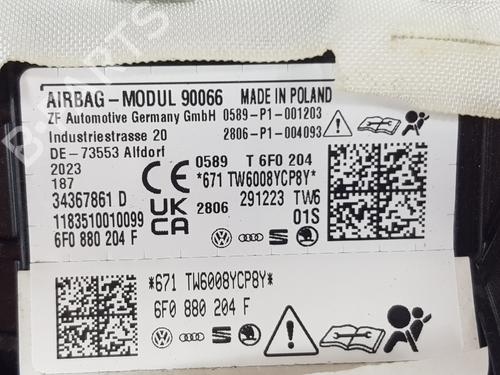 AIRBAG-MODUL 90066 MADE IN POLAND
ZF Automotive Germany GmbH 0589-P1-001203
Industriestrasse 20 2806-P1-004093
DE-73553 Alfdorf
2023 0589 T 6F0 204
187 CE *671 TW6008YCP8Y*
34367861 D 291223 TW6
1183510010099 UKCA 2806 01S
6F0 880 204 F
*671 TW6008YCP8Y*
6F0 880 204 F